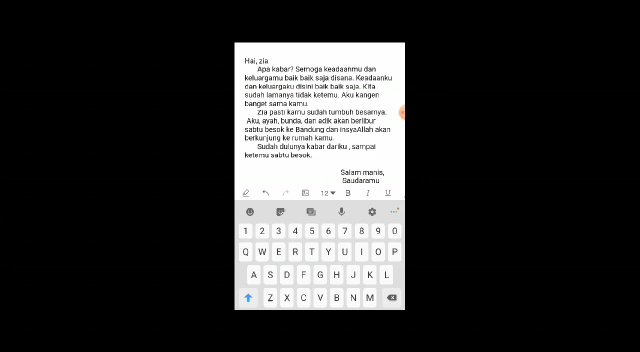 Hai, zia
Apa kabar? Semoga keadaanmu dan
keluargamu baik baik saja disana. Keadaanku
dan keluargaku disini baik baik saja. Kita
sudah lamanya tidak ketemu. Aku kangen
banget sama kamu.
Zia pasti kamu sudah tumbuh besarnya.
Aku, ayah, bunda, dan adik akan berlibur
sabtu besok ke Bandung dan insyaAllah akan
berkunjung ke rumah kamu.
Sudah dulunya kabar dariku , sampai
ketemu sabtu besok.
Salam manis,
Saudaramu
12 B I U
1 2 3 4 5 6 7 8 9 0
Q W E R T Y U I O P
A S D F G H J K L
Z X C V B N M